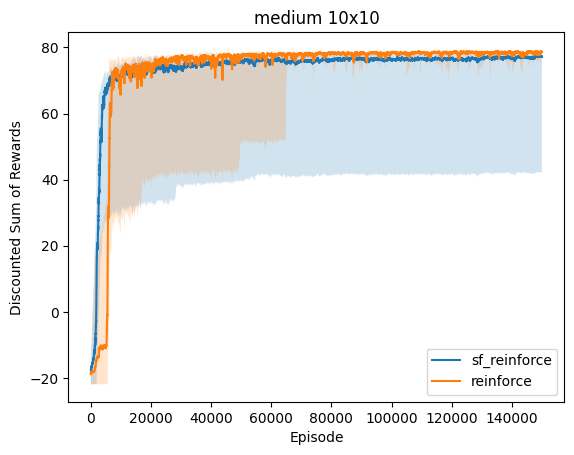 medium 10x10
Discounted Sum of Rewards
80
60
40
20
0
−20
0 20000 40000 60000 80000 100000 120000 140000
Episode
sf_reinforce
reinforce